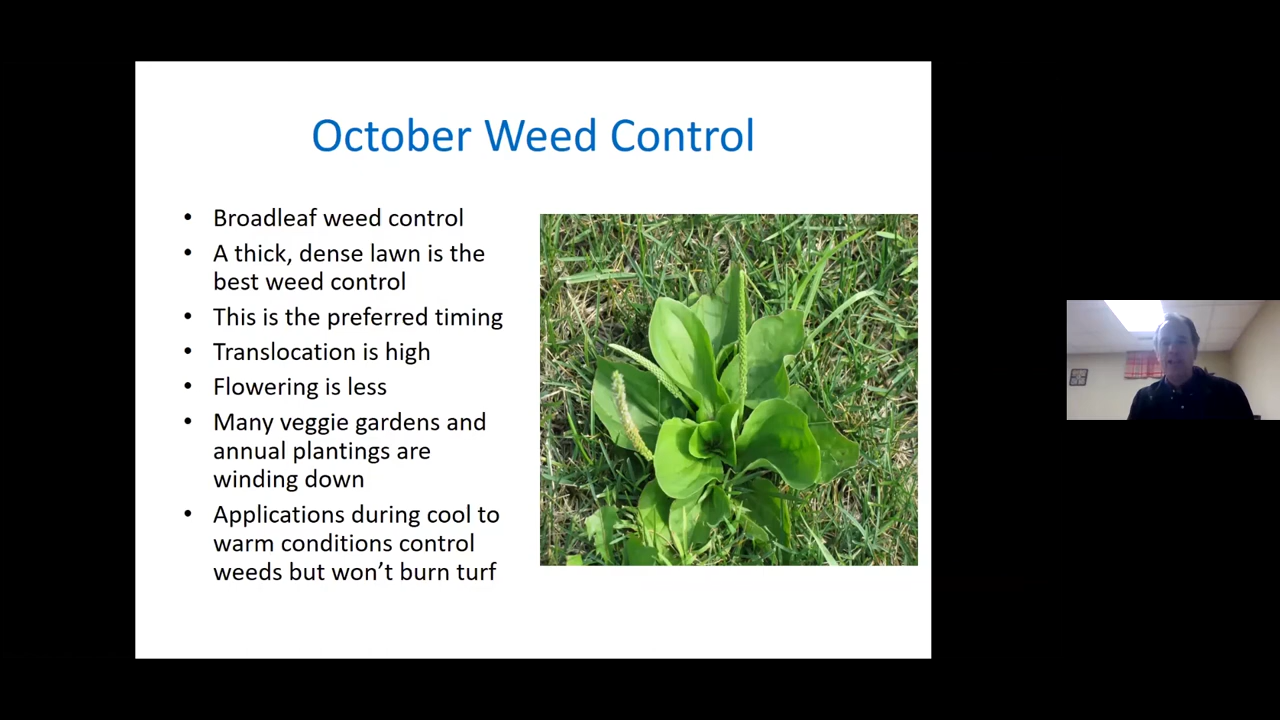 October Weed Control
• Broadleaf weed control
• A thick, dense lawn is the
best weed control
• This is the preferred timing
• Translocation is high
• Flowering is less
• Many veggie gardens and
annual plantings are
winding down
• Applications during cool to
warm conditions control
weeds but won’t burn turf